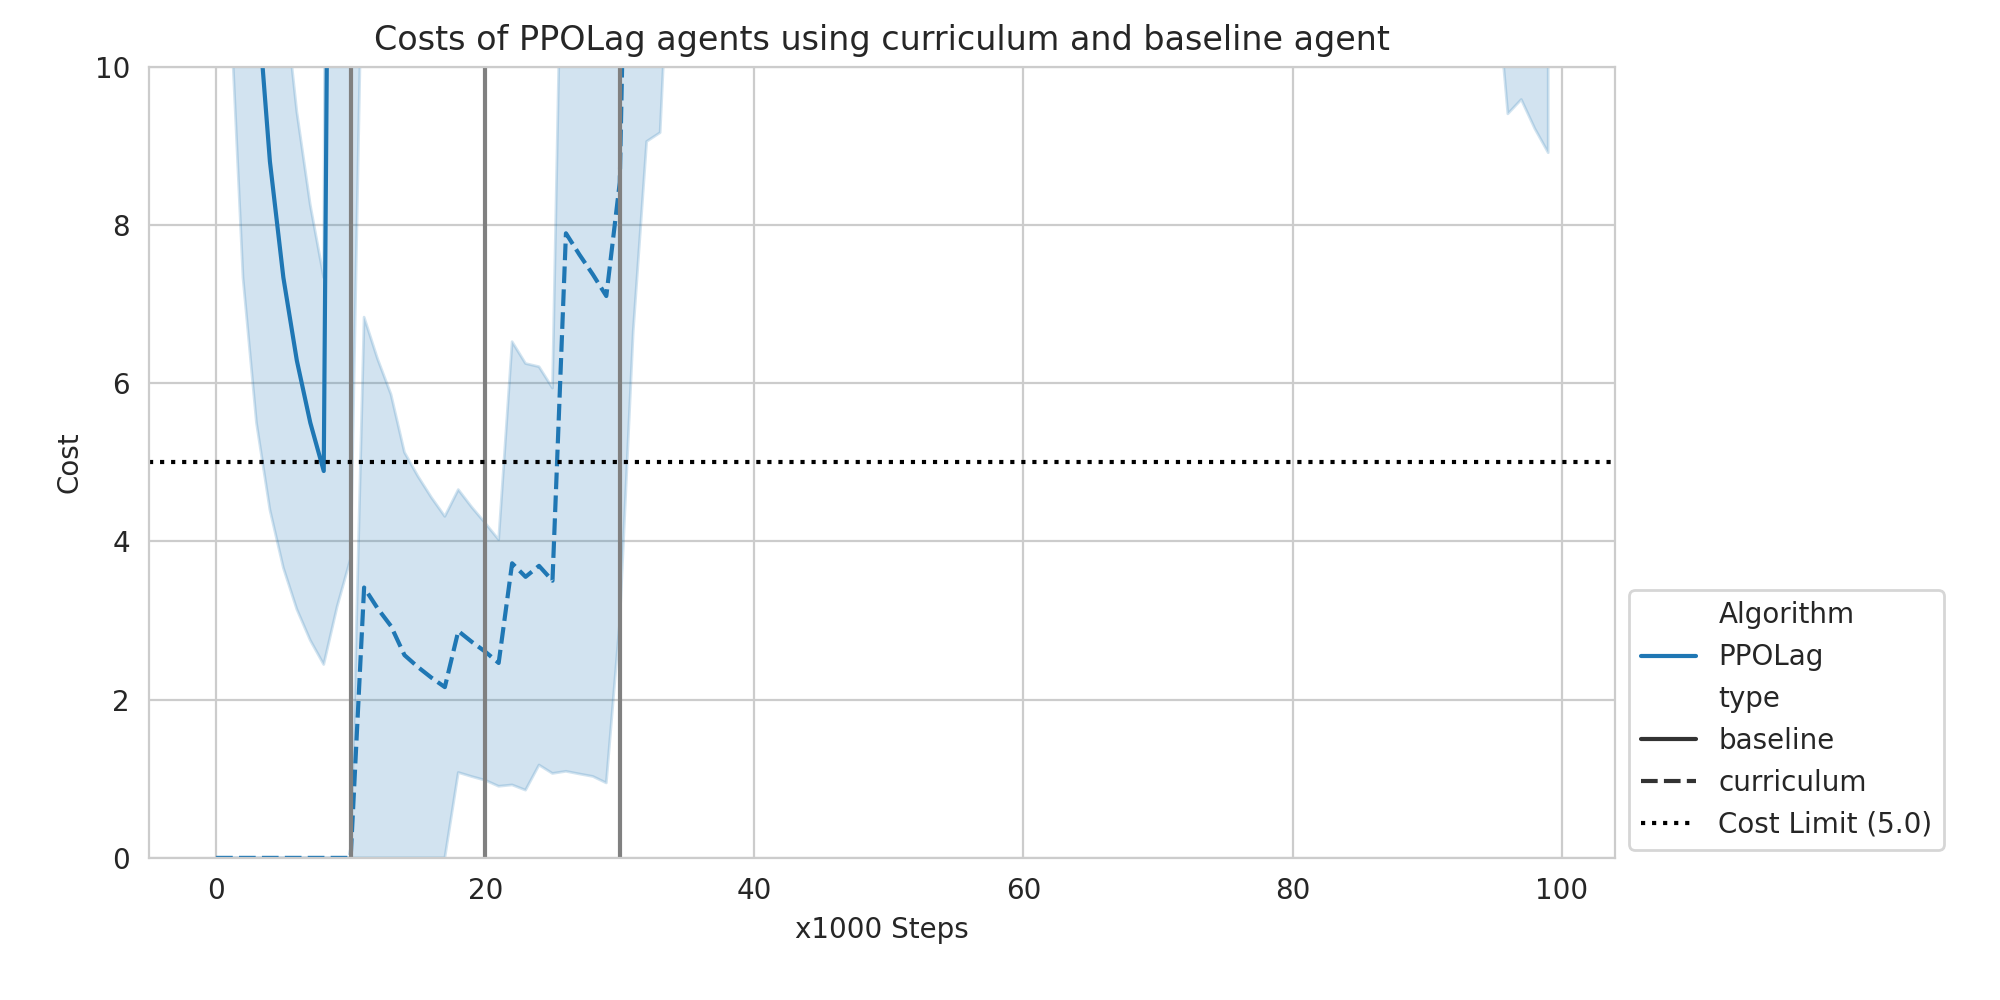 Costs of PPOLag agents using curriculum and baseline agent
10
8
6
4
2
0
Cost
0 20 40 60 80 100
x1000 Steps
Algorithm
PPOLag
type
baseline
curriculum
Cost Limit (5.0)